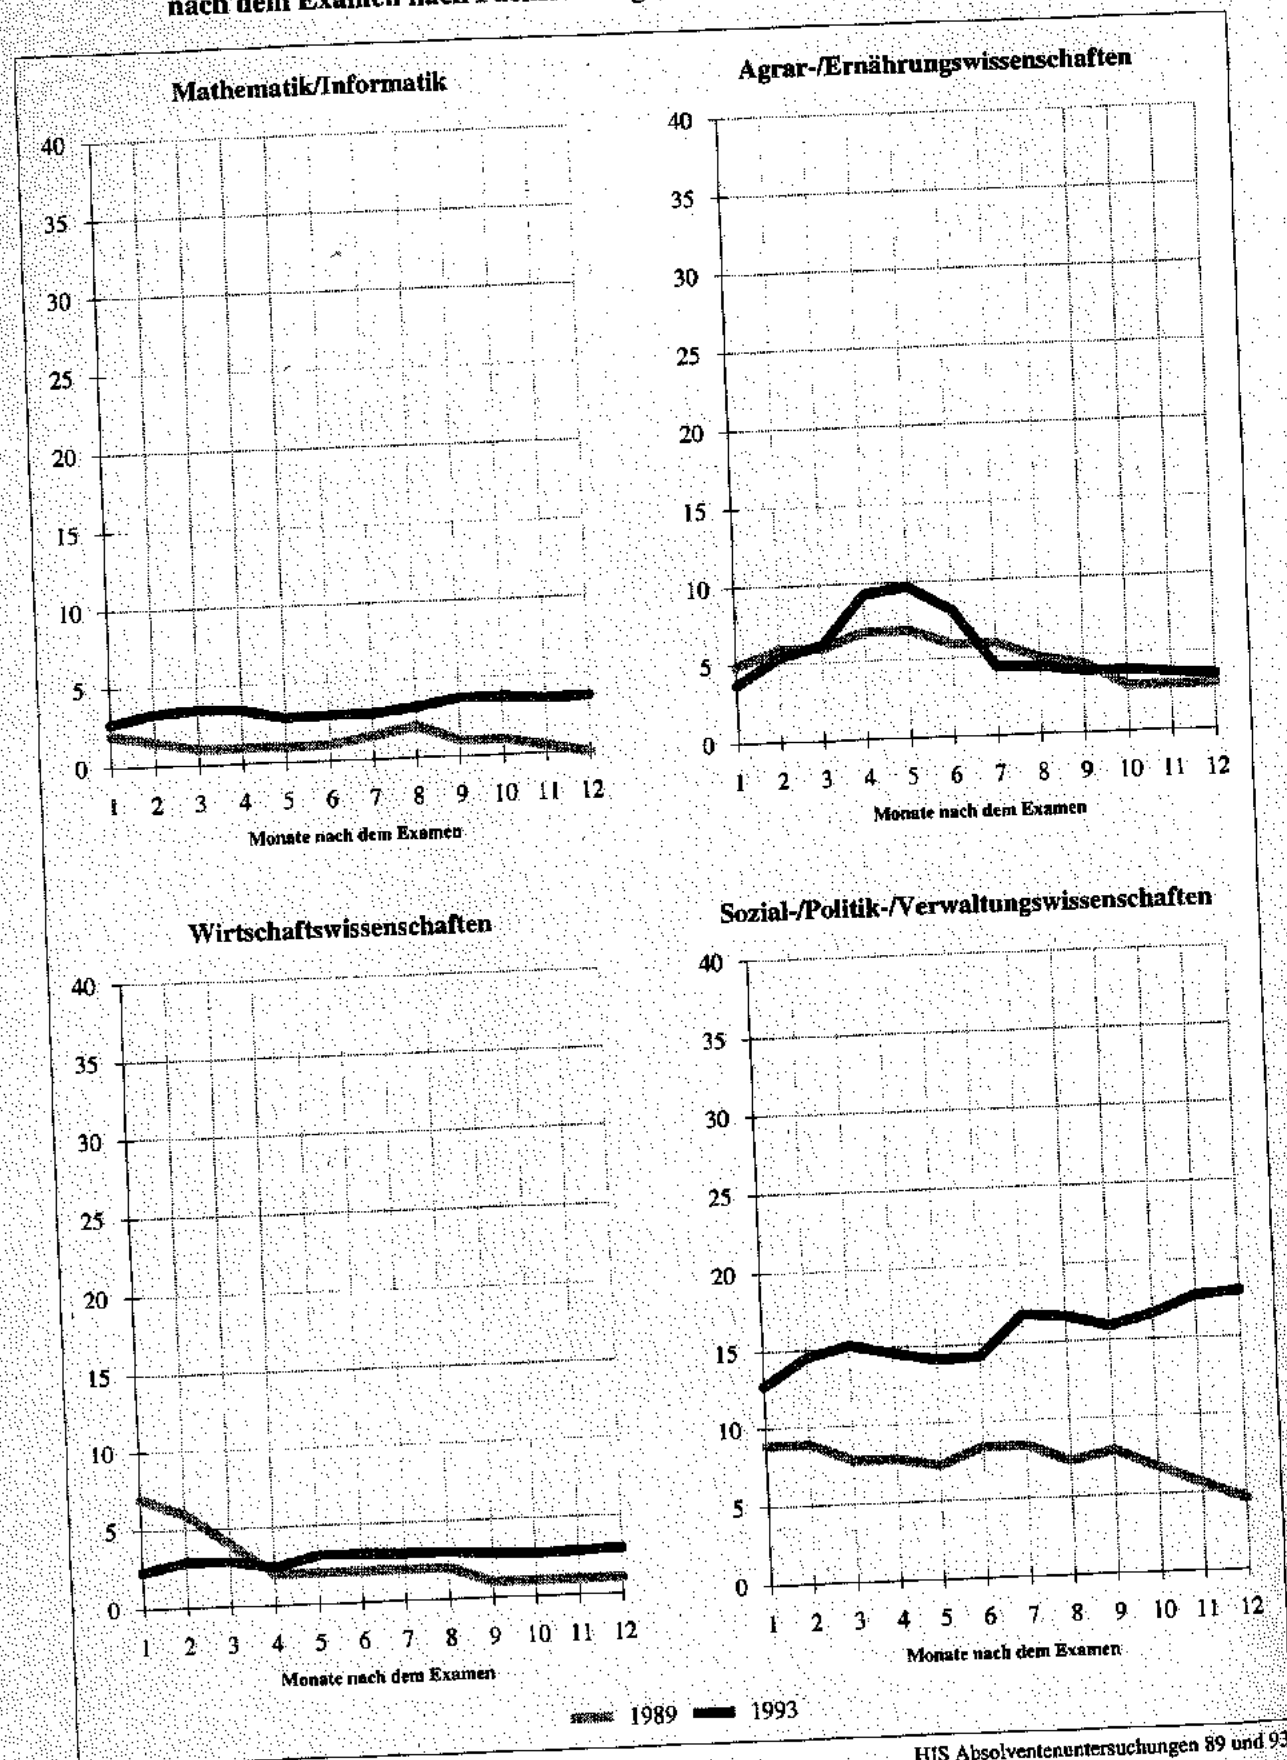 nach dem Examen nach
Mathematik/Informatik
40
35
30
25
20
15
10
5
0
1 2 3 4 5 6 7 8 9 10 11 12
Monate nach dem Examen
Agrar-/Ernährungswissenschaften
40
35
30
25
20
15
10
5
0
1 2 3 4 5 6 7 8 9 10 11 12
Monate nach dem Examen
Wirtschaftswissenschaften
40
35
30
25
20
15
10
5
0
1 2 3 4 5 6 7 8 9 10 11 12
Monate nach dem Examen
Sozial-/Politik-/Verwaltungswissenschaften
40
35
30
25
20
15
10
5
0
1 2 3 4 5 6 7 8 9 10 11 12
Monate nach dem Examen
1989 1993
HIS Absolventenuntersuchungen 89 und 93